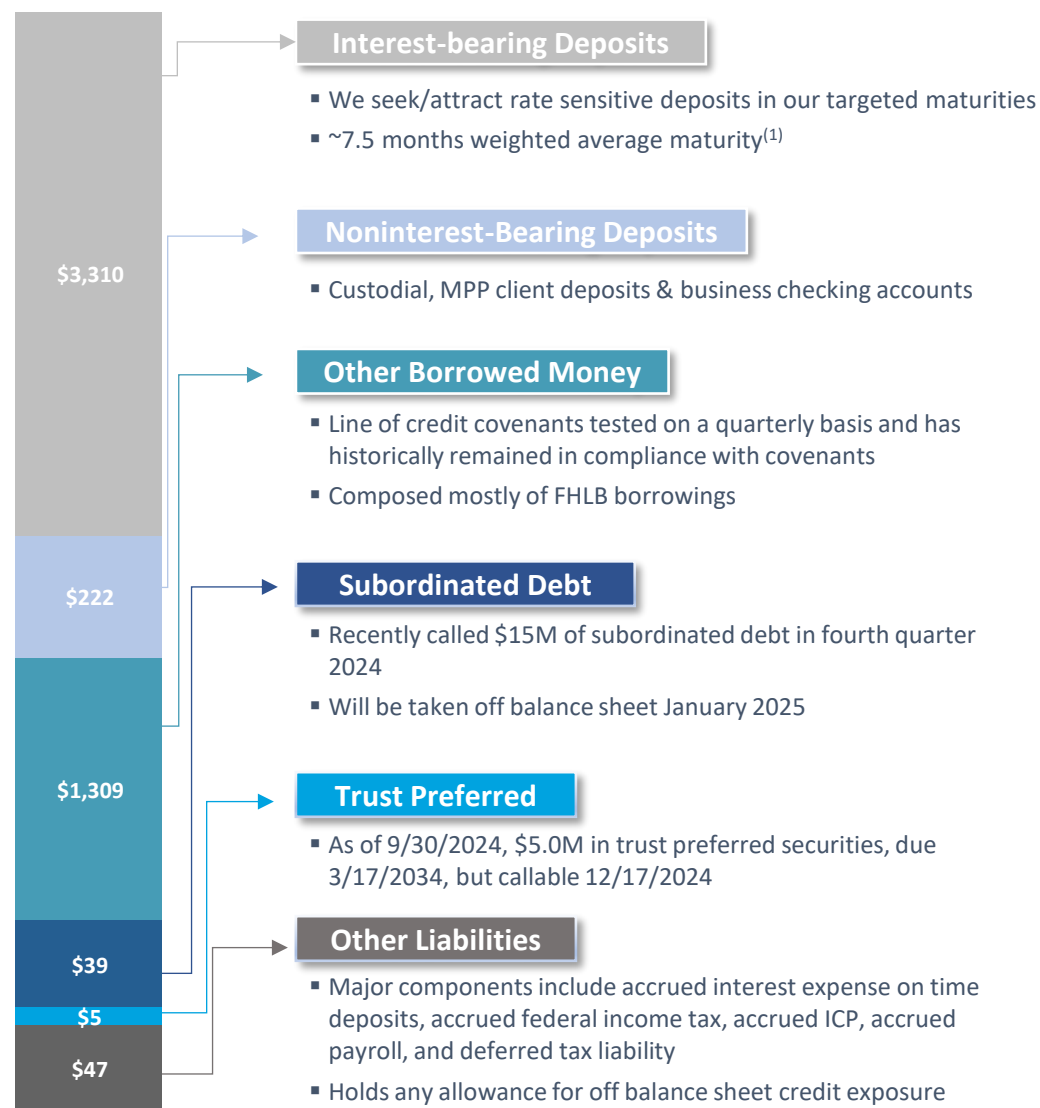 Interest-bearing Deposits
▪ We seek/attract rate sensitive deposits in our targeted maturities
▪ ~7.5 months weighted average maturity(1)
Noninterest-Bearing Deposits
$3,310
▪ Custodial, MPP client deposits & business checking accounts
Other Borrowed Money
▪ Line of credit covenants tested on a quarterly basis and has
historically remained in compliance with covenants
▪ Composed mostly of FHLB borrowings
Subordinated Debt
$222
▪ Recently called $15M of subordinated debt in fourth quarter
2024
▪ Will be taken off balance sheet January 2025
$1,309
Trust Preferred
▪ As of 9/30/2024, $5.0M in trust preferred securities, due
3/17/2034, but callable 12/17/2024
Other Liabilities
$39
▪ Major components include accrued interest expense on time
deposits, accrued federal income tax, accrued ICP, accrued
payroll, and deferred tax liability
$5
$47
▪ Holds any allowance for off balance sheet credit exposure